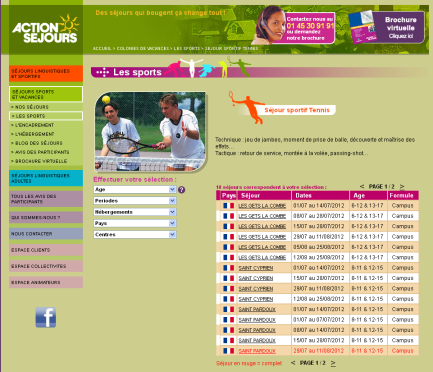 ACTION
SÉJOURS
Des séjours qui bougent ça change tout !
Contactez nous au
01 45 30 91 91
ou demandez
notre brochure
Brochure
virtuelle
Cliquez ici
ACCUEIL > COLONIES DE VACANCES > LES SPORTS > SEJOUR SPORTIF TENNIS
Les sports
SÉJOURS LINGUISTIQUES
ET SPORTIFS
SÉJOURS SPORTS
ET VACANCES
» NOS SÉJOURS
» LES SPORTS
» L'ENCADREMENT
» L'HÉBERGEMENT
» BLOG DES SÉJOURS
» AVIS DES PARTICIPANTS
» BROCHURE VIRTUELLE
SÉJOURS LINGUISTIQUES
ADULTES
TOUS LES AVIS DES
PARTICIPANTS
QUI SOMMES-NOUS ?
NOUS CONTACTER
ESPACE CLIENTS
ESPACE COLLECTIVITES
ESPACE ANIMATEURS
Séjour sportif Tennis
Technique : jeu de jambes, moment de prise de balle, découverte et maîtrise des
effets...
Tactique : retour de service, montée à la volée, passing-shot...
Effectuer votre sélection :
Age
?
Periodes
Hébergements
Pays
Centres
séjours correspondent à votre sélection :
< PAGE 1 / 2 >
Pays Séjour Dates Age Formule
LES GETS LA COMBE 01/07 au 14/07/2012 6-12 & 13-17 Campus
LES GETS LA COMBE 08/07 au 28/07/2012 6-12 & 13-17 Campus
LES GETS LA COMBE 15/07 au 28/07/2012 6-12 & 13-17 Campus
LES GETS LA COMBE 29/07 au 11/08/2012 6-12 & 13-17 Campus
LES GETS LA COMBE 05/08 au 25/08/2012 6-12 & 13-17 Campus
LES GETS LA COMBE 12/08 au 25/08/2012 6-12 & 13-17 Campus
SAINT CYPRIEN 01/07 au 14/07/2012 8-11 & 12-15 Campus
SAINT CYPRIEN 15/07 au 28/07/2012 8-11 & 12-15 Campus
SAINT CYPRIEN 29/07 au 11/08/2012 8-11 & 12-15 Campus
SAINT CYPRIEN 12/08 au 25/08/2012 8-11 & 12-15 Campus
SAINT PARDOUX 01/07 au 07/07/2012 8-11 & 12-15 Campus
SAINT PARDOUX 08/07 au 14/07/2012 8-11 & 12-15 Campus
SAINT PARDOUX 15/07 au 28/07/2012 8-11 & 12-15 Campus
SAINT PARDOUX 29/07 au 11/08/2012 8-11 & 12-15 Campus
Séjour en rouge = complet
< PAGE 1 / 2 >